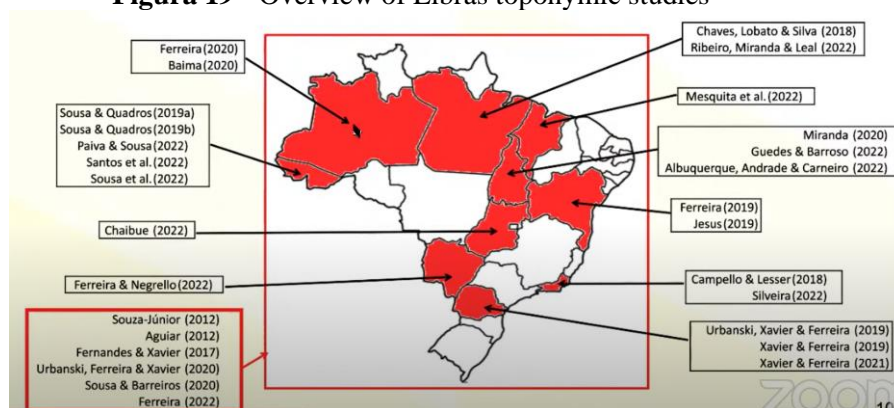 Figura 19 - Overview of Libras toponymic studies
Ferreira (2020)
Baima (2020)
Chaves, Lobato & Silva (2018)
Ribeiro, Miranda & Leal (2022)
Mesquita et al. (2022)
Sousa & Quadros (2019a)
Sousa & Quadros (2019b)
Paiva & Sousa (2022)
Santos et al. (2022)
Sousa et al. (2022)
Miranda (2020)
Guedes & Barroso (2022)
Albuquerque, Andrade & Carneiro (2022)
Ferreira (2019)
Jesus (2019)
Chaibue (2022)
Ferreira & Negrello (2022)
Campello & Lesser (2018)
Silveira (2022)
Urbanski, Xavier & Ferreira (2019)
Xavier & Ferreira (2019)
Xavier & Ferreira (2021)
Souza-Júnior (2012)
Aguiar (2012)
Fernandes & Xavier (2017)
Urbanski, Ferreira & Xavier (2020)
Sousa & Barreiros (2020)
Ferreira (2022)
zoom